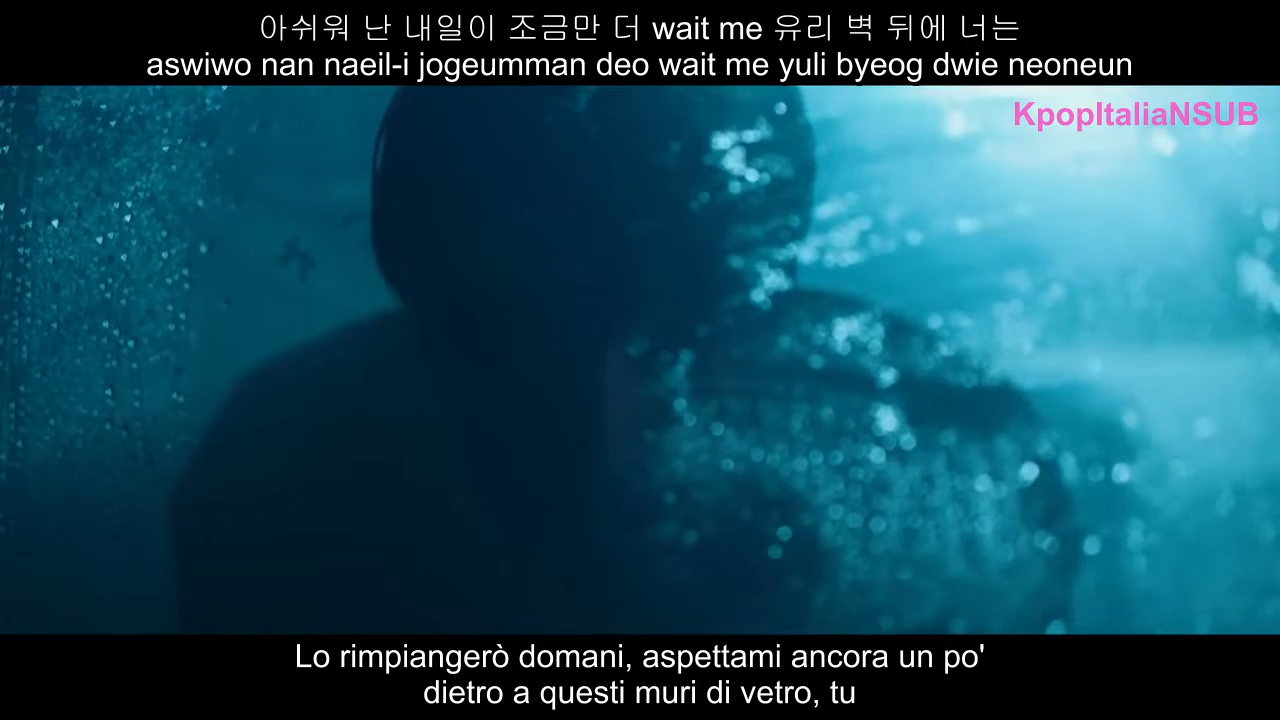 아쉬워 난 내일이 조금만 더 wait me 유리 벽 뒤에 너는
aswiwo nan naeil-i jogeumman deo wait me yuli byeog dwie neoneun
KpopItaliaNSUB
Lo rimpiangerò domani, aspettami ancora un po'
dietro a questi muri di vetro, tu